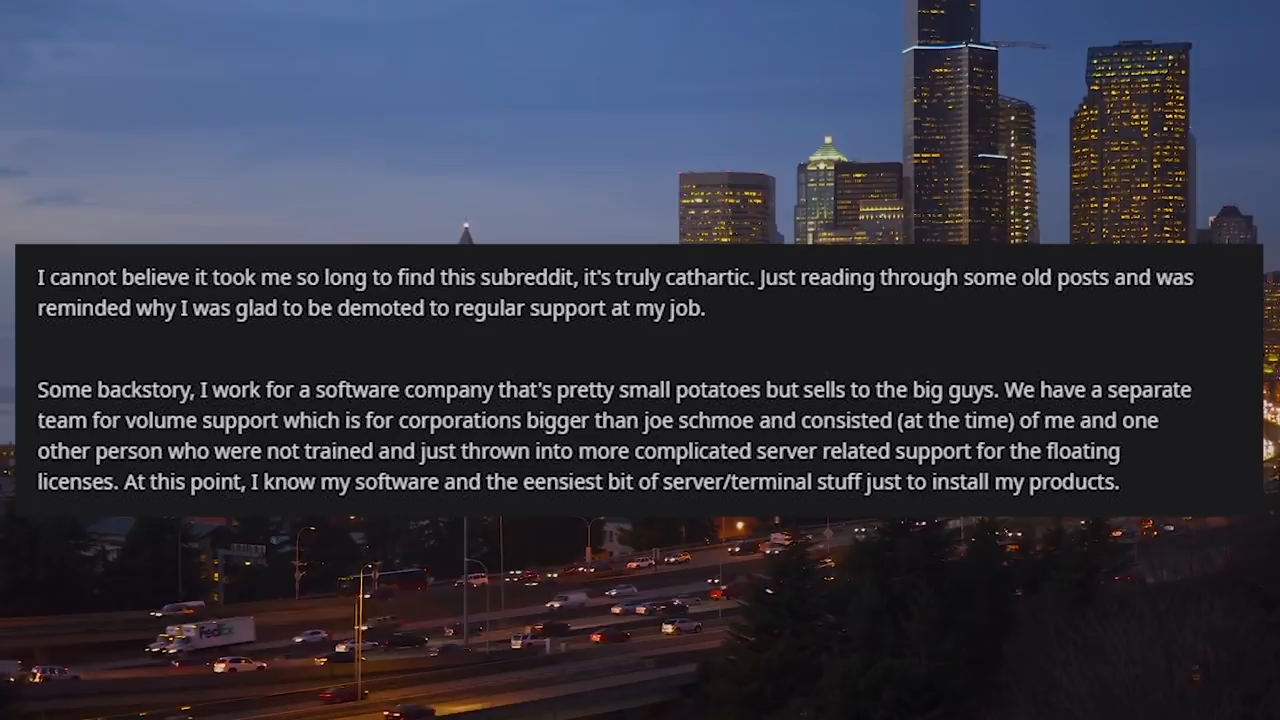 I cannot believe it took me so long to find this subreddit, it's truly cathartic. Just reading through some old posts and was
reminded why I was glad to be demoted to regular support at my job.
Some backstory, I work for a software company that's pretty small potatoes but sells to the big guys. We have a separate
team for volume support which is for corporations bigger than joe schmoe and consisted (at the time) of me and one
other person who were not trained and just thrown into more complicated server related support for the floating
licenses. At this point, I know my software and the eensiest bit of server/terminal stuff just to install my products.
FedEx